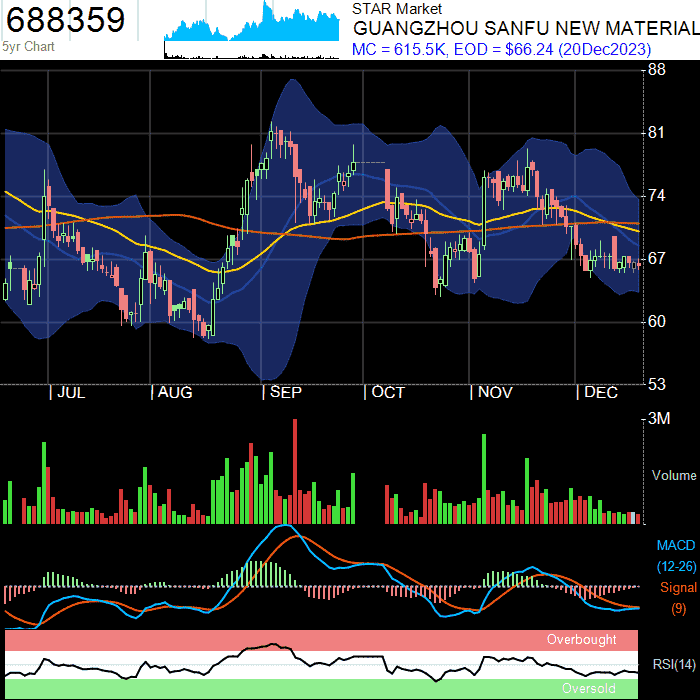 688359
5yr Chart
STAR Market
GUANGZHOU SANFU NEW MATERIAL
MC = 615.5K, EOD = $66.24 (20Dec2023)
88
81
74
67
60
53
| JUL | AUG | SEP | OCT | NOV | DEC
3M
Volume
MACD
(12-26)
Signal
(9)
Overbought
RSI(14)
Oversold